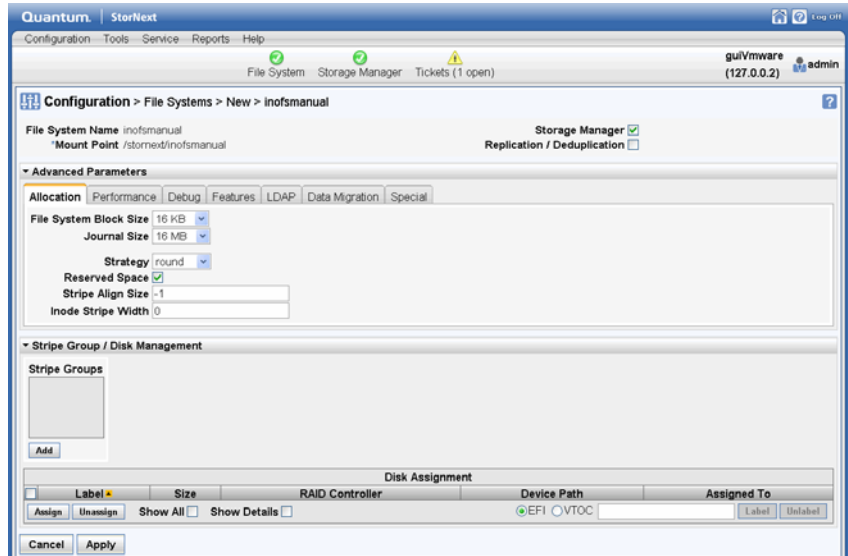 Quantum. StorNext Log Off
Configuration Tools Service Reports Help
File System Storage Manager Tickets (1 open)
guiVmware
(127.0.0.2)
admin
Configuration > File Systems > New > inofsmanual ?
File System Name inofsmanual Storage Manager
*Mount Point /stornext/inofsmanual Replication / Deduplication
Advanced Parameters
Allocation Performance Debug Features LDAP Data Migration Special
File System Block Size 16 KB
Journal Size 16 MB
Strategy round
Reserved Space
Stripe Align Size -1
Inode Stripe Width 0
Stripe Group / Disk Management
Stripe Groups
Add
Disk Assignment
Label Size RAID Controller Device Path Assigned To
Assign Unassign Show All Show Details EFI VTOC Label Unlabel
Cancel Apply